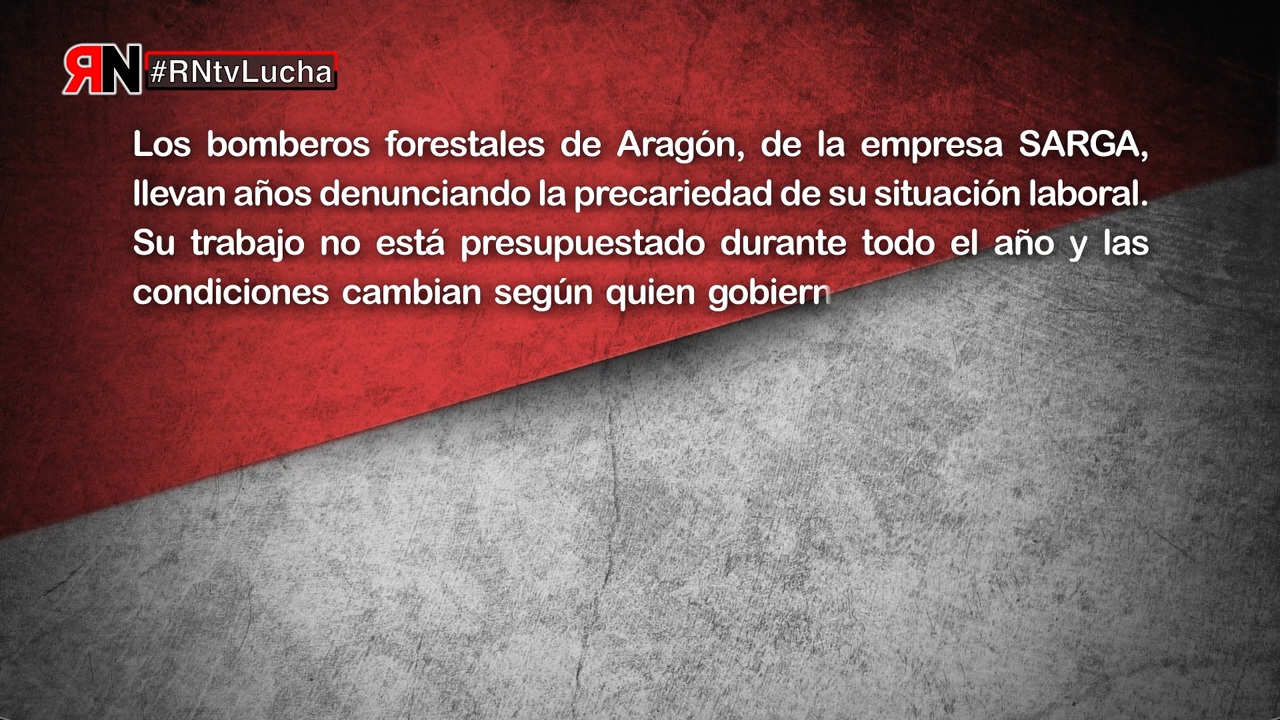 ЯN #RNtvLucha
Los bomberos forestales de Aragón, de la empresa SARGA,
llevan años denunciando la precariedad de su situación laboral.
Su trabajo no está presupuestado durante todo el año y las
condiciones cambian según quien gobiern